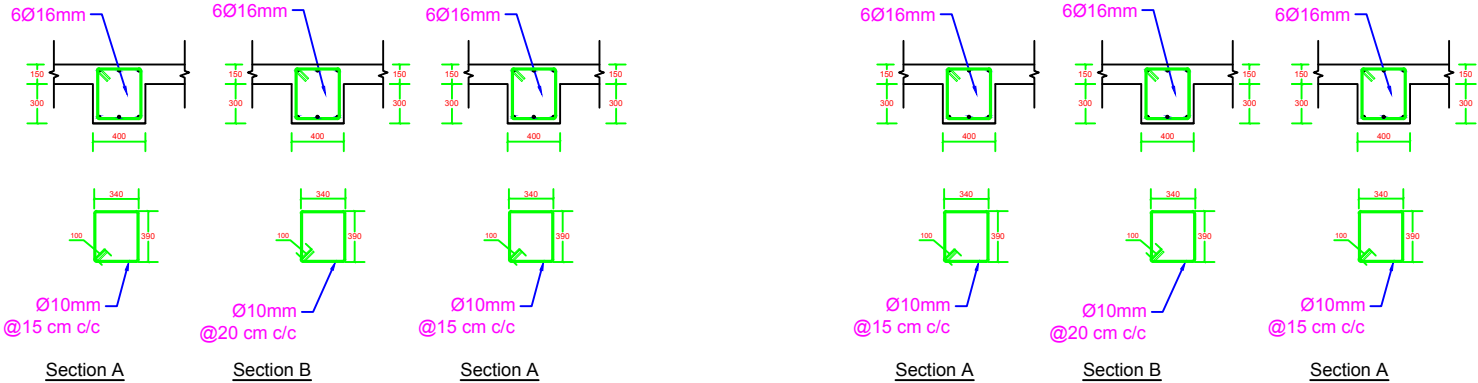 6Ø16mm 6Ø16mm 6Ø16mm 6Ø16mm 6Ø16mm 6Ø16mm
150 150 150 150 150 150 150 150
300 300 300 300 300 300 300 300
400 400 400 400 400 400
340 340 340 340 340 340
100 390 100 390 100 390 100 390 100 390 100 390
Ø10mm Ø10mm Ø10mm Ø10mm Ø10mm Ø10mm
@15 cm c/c @20 cm c/c @15 cm c/c @15 cm c/c @20 cm c/c @15 cm c/c
Section A Section B Section A Section A Section B Section A